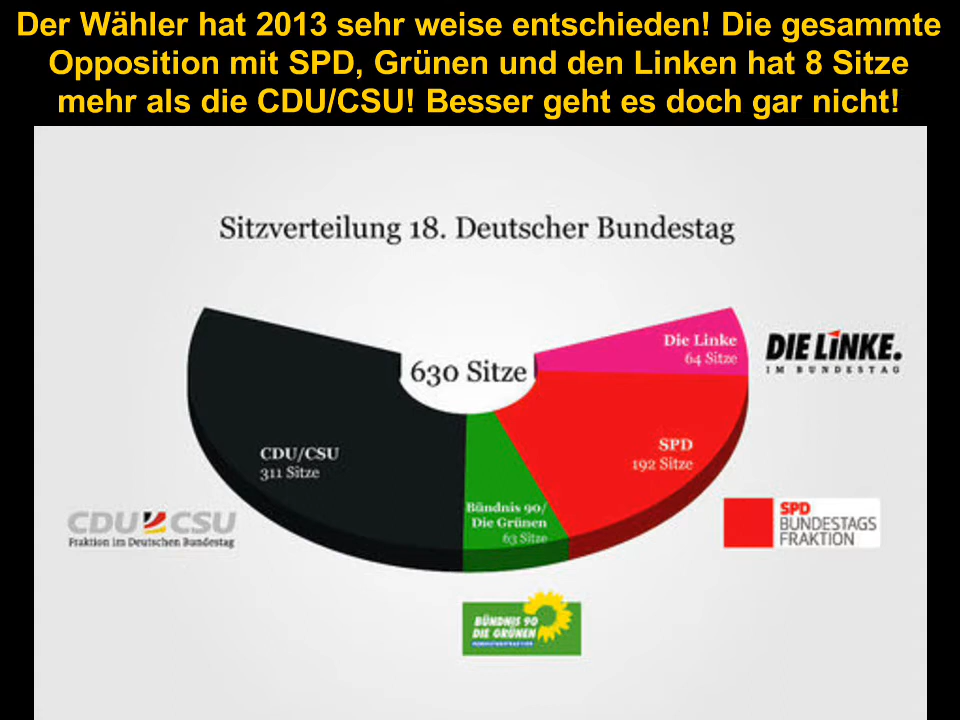 Der Wähler hat 2013 sehr weise entschieden! Die gesammte
Opposition mit SPD, Grünen und den Linken hat 8 Sitze
mehr als die CDU/CSU! Besser geht es doch gar nicht!
Sitzverteilung 18. Deutscher Bundestag
630 Sitze
Die Linke
64 Sitze
DIE LINKE.
IM BUNDESTAG
CDU/CSU
311 Sitze
SPD
192 Sitze
Bündnis 90/
Die Grünen
63 Sitze
CDU CSU
Fraktion im Deutschen Bundestag
SPD
BUNDESTAGS
FRAKTION
BÜNDNIS 90
DIE GRÜNEN